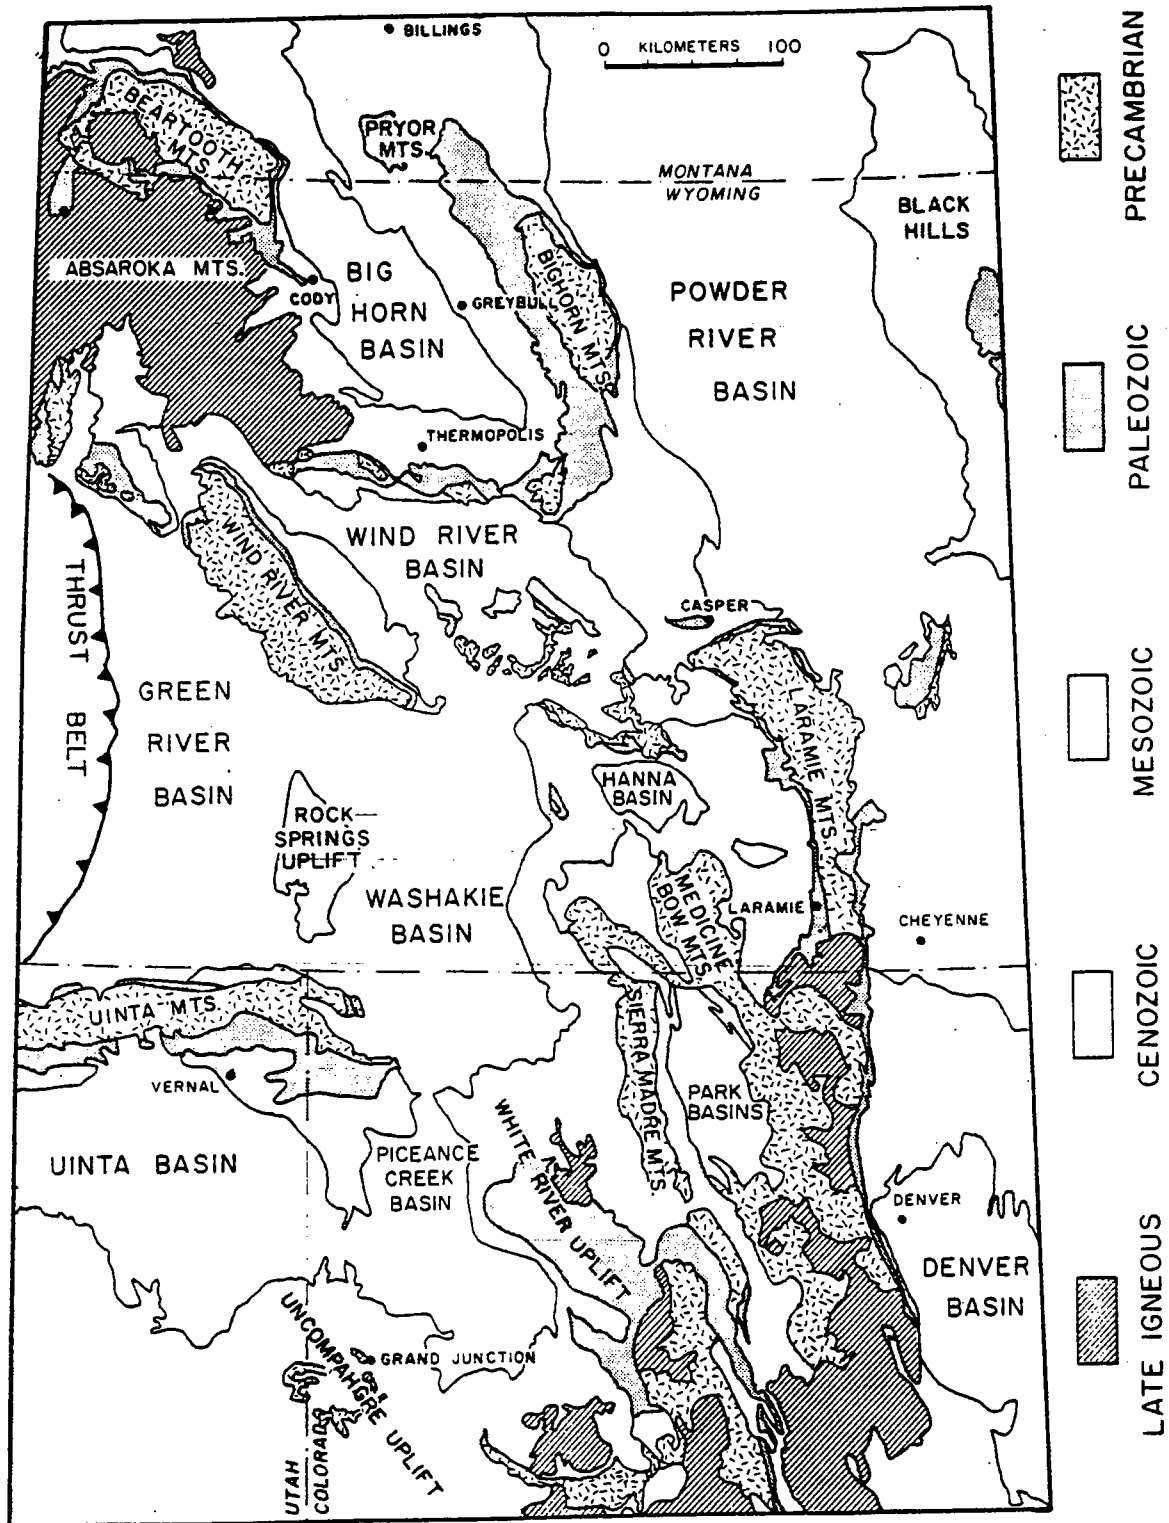 BILLINGS
0 KILOMETERS 100
BEARTOOTH
MTS.
PRYOR
MTS.
MONTANA
WYOMING
BLACK
HILLS
ABSAROKA MTS.
CODY
BIG
HORN
BASIN
GREYBULL
BIGHORN MTS.
POWDER
RIVER
BASIN
THERMOPOLIS
WIND RIVER
BASIN
WIND RIVER MTS.
THRUST BELT
CASPER
GREEN
RIVER
BASIN
LARAMIE MTS.
HANNA
BASIN
ROCK
SPRINGS
UPLIFT
WASHAKIE
BASIN
MEDICINE
BOW MTS.
LARAMIE
CHEYENNE
UINTA MTS.
SIERRA MADRE MTS.
VERNAL
PARK
BASINS
UINTA BASIN
PICEANCE
CREEK
BASIN
WHITE RIVER UPLIFT
DENVER
DENVER
BASIN
UNCOMPAHGRE UPLIFT
GRAND JUNCTION
UTAH
COLORADO
PRECAMBRIAN
PALEOZOIC
MESOZOIC
CENOZOIC
LATE IGNEOUS